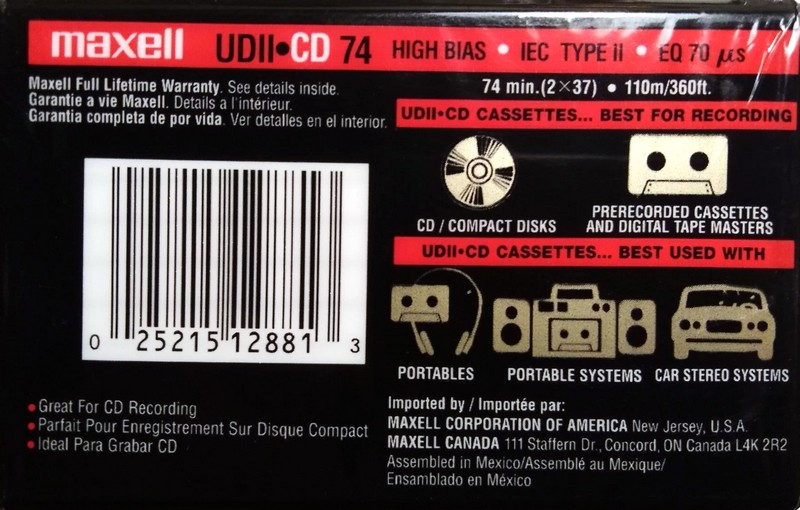 maxell UDII•CD 74 HIGH BIAS • IEC TYPE II • EQ 70 µs
Maxell Full Lifetime Warranty. See details inside.
Garantie a vie Maxell. Details a l'intérieur.
Garantia completa de por vida. Ver detalles en el interior.
74 min.(2×37) • 110m/360ft.
UDII•CD CASSETTES... BEST FOR RECORDING
CD / COMPACT DISKS
PRERECORDED CASSETTES
AND DIGITAL TAPE MASTERS
UDII•CD CASSETTES... BEST USED WITH
PORTABLES
PORTABLE SYSTEMS
CAR STEREO SYSTEMS
0 25215 12881 3
•Great For CD Recording
•Parfait Pour Enregistrement Sur Disque Compact
•Ideal Para Grabar CD
Imported by / Importée par:
MAXELL CORPORATION OF AMERICA New Jersey, U.S.A.
MAXELL CANADA 111 Staffern Dr., Concord, ON Canada L4K 2R2
Assembled in Mexico/Assemblé au Mexique/
Ensamblado en México